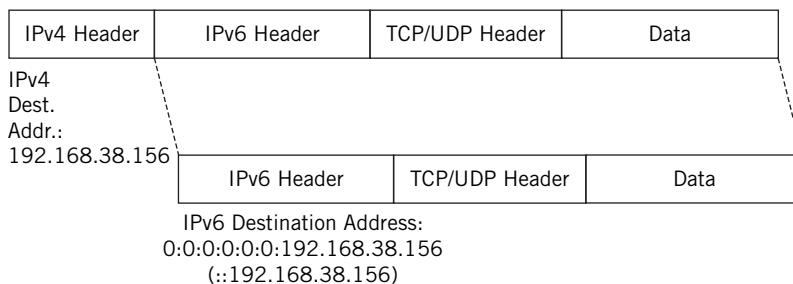 IPv4 Header IPv6 Header TCP/UDP Header Data
IPv4
Dest.
Addr.:
192.168.38.156
IPv6 Header TCP/UDP Header Data
IPv6 Destination Address:
0:0:0:0:0:0:192.168.38.156
(::192.168.38.156)